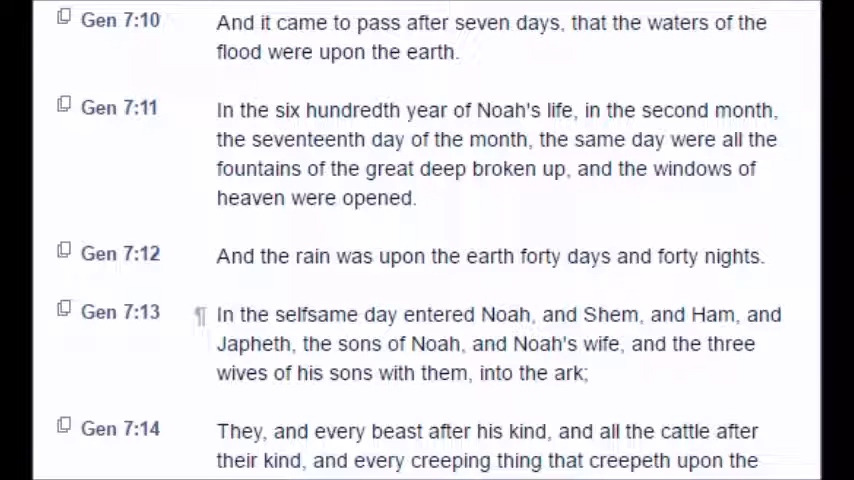 Gen 7:10 And it came to pass after seven days, that the waters of the
flood were upon the earth.
Gen 7:11 In the six hundredth year of Noah's life, in the second month,
the seventeenth day of the month, the same day were all the
fountains of the great deep broken up, and the windows of
heaven were opened.
Gen 7:12 And the rain was upon the earth forty days and forty nights.
Gen 7:13 ¶ In the selfsame day entered Noah, and Shem, and Ham, and
Japheth, the sons of Noah, and Noah's wife, and the three
wives of his sons with them, into the ark;
Gen 7:14 They, and every beast after his kind, and all the cattle after
their kind, and every creeping thing that creepeth upon the